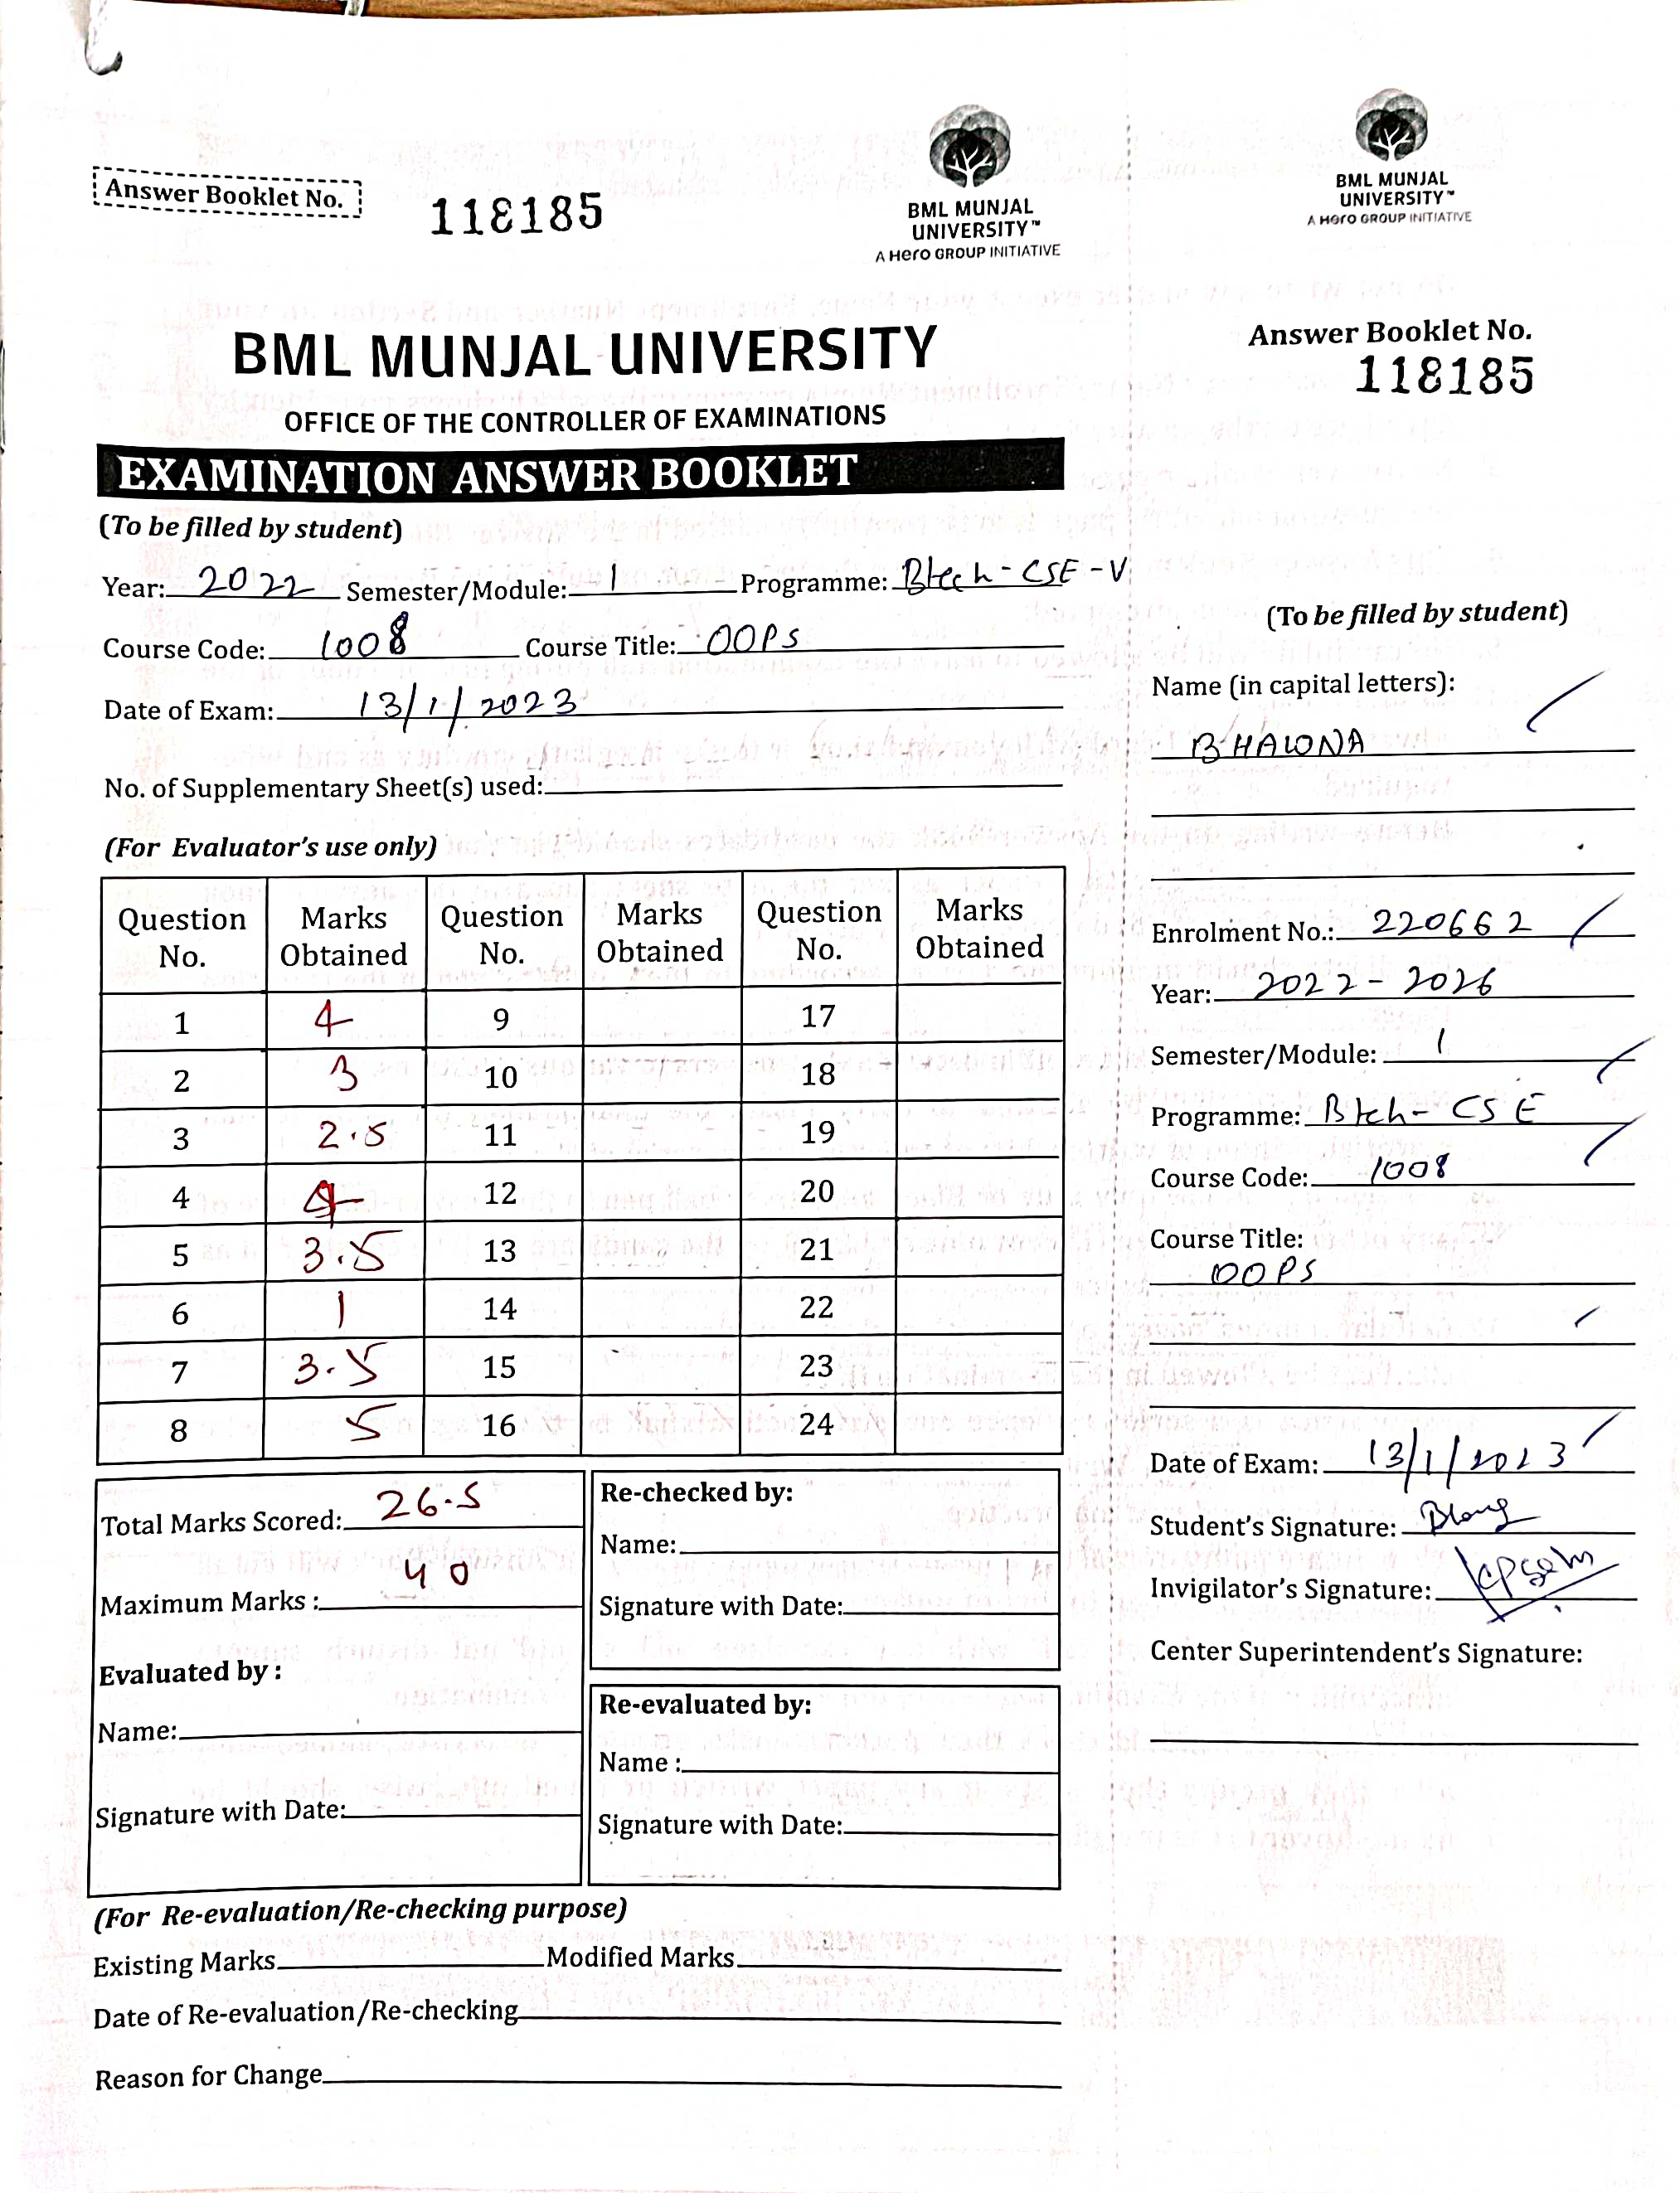 Answer Booklet No.
118185
BML MUNJAL
UNIVERSITY™
A Hero GROUP INITIATIVE
BML MUNJAL UNIVERSITY
OFFICE OF THE CONTROLLER OF EXAMINATIONS
EXAMINATION ANSWER BOOKLET
(To be filled by student)
Year: 2022 Semester/Module: 1 Programme: Btech-CSE-V
Course Code: 1008 Course Title: OOPS
Date of Exam: 13/1/2023
No. of Supplementary Sheet(s) used:
(For Evaluator's use only)
Question No. Marks Obtained Question No. Marks Obtained Question No. Marks Obtained
1 4 9 17
2 3 10 18
3 2.5 11 19
4 4 12 20
5 3.5 13 21
6 1 14 22
7 3.5 15 23
8 5 16 24
Total Marks Scored: 26.5
Maximum Marks : 40
Evaluated by :
Name:
Signature with Date:
Re-checked by:
Name:
Signature with Date:
Re-evaluated by:
Name :
Signature with Date:
(For Re-evaluation/Re-checking purpose)
Existing Marks Modified Marks
Date of Re-evaluation/Re-checking
Reason for Change
BML MUNJAL
UNIVERSITY™
A Hero GROUP INITIATIVE
Answer Booklet No.
118185
(To be filled by student)
Name (in capital letters):
BHAWNA
Enrolment No.: 220662
Year: 2022-2026
Semester/Module: 1
Programme: Btch-CSE
Course Code: 1008
Course Title:
OOPS
Date of Exam: 13/1/2023
Student's Signature:
Invigilator's Signature:
Center Superintendent's Signature: